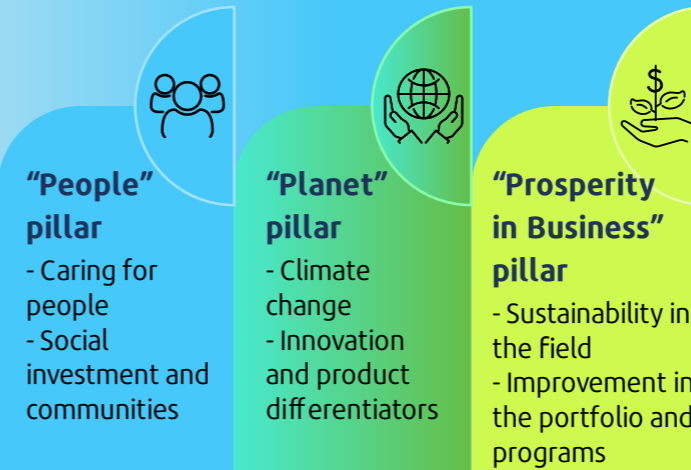 “People”
pillar
- Caring for
people
- Social
investment and
communities
“Planet”
pillar
- Climate
change
- Innovation
and product
differentiators
“Prosperity
in Business”
pillar
- Sustainability in
the field
- Improvement in
the portfolio and
programs